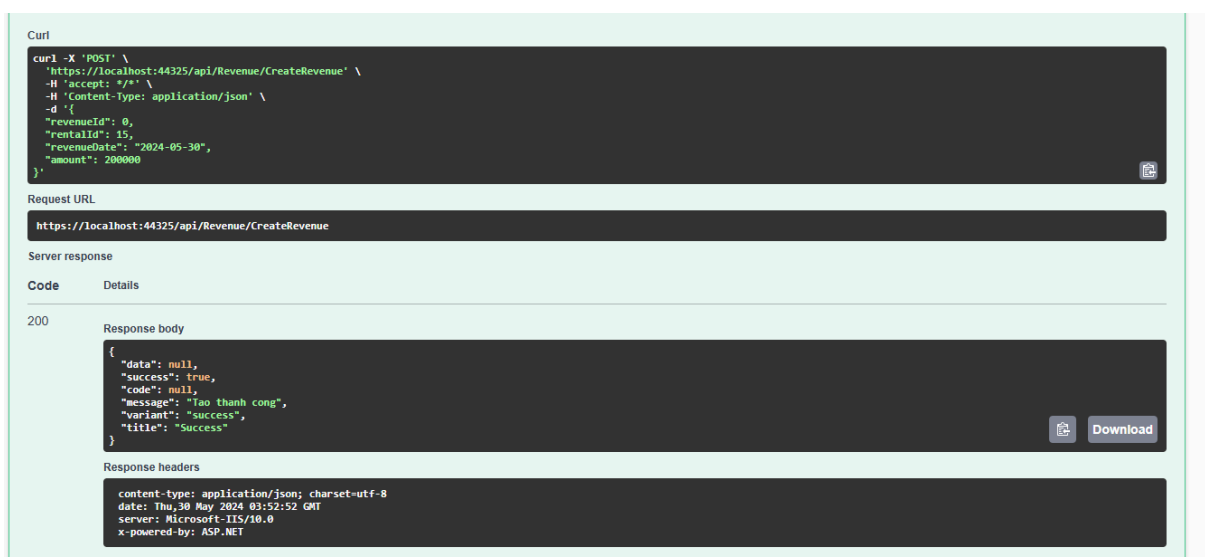 Curl
curl -X 'POST' \
'https://localhost:44325/api/Revenue/CreateRevenue' \
-H 'accept: */*' \
-H 'Content-Type: application/json' \
-d '{
"revenueId": 0,
"rentalId": 15,
"revenueDate": "2024-05-30",
"amount": 200000
}'
Request URL
https://localhost:44325/api/Revenue/CreateRevenue
Server response
Code Details
200
Response body
{
"data": null,
"success": true,
"code": null,
"message": "Tao thanh cong",
"variant": "success",
"title": "Success"
}
Download
Response headers
content-type: application/json; charset=utf-8
date: Thu,30 May 2024 03:52:52 GMT
server: Microsoft-IIS/10.0
x-powered-by: ASP.NET